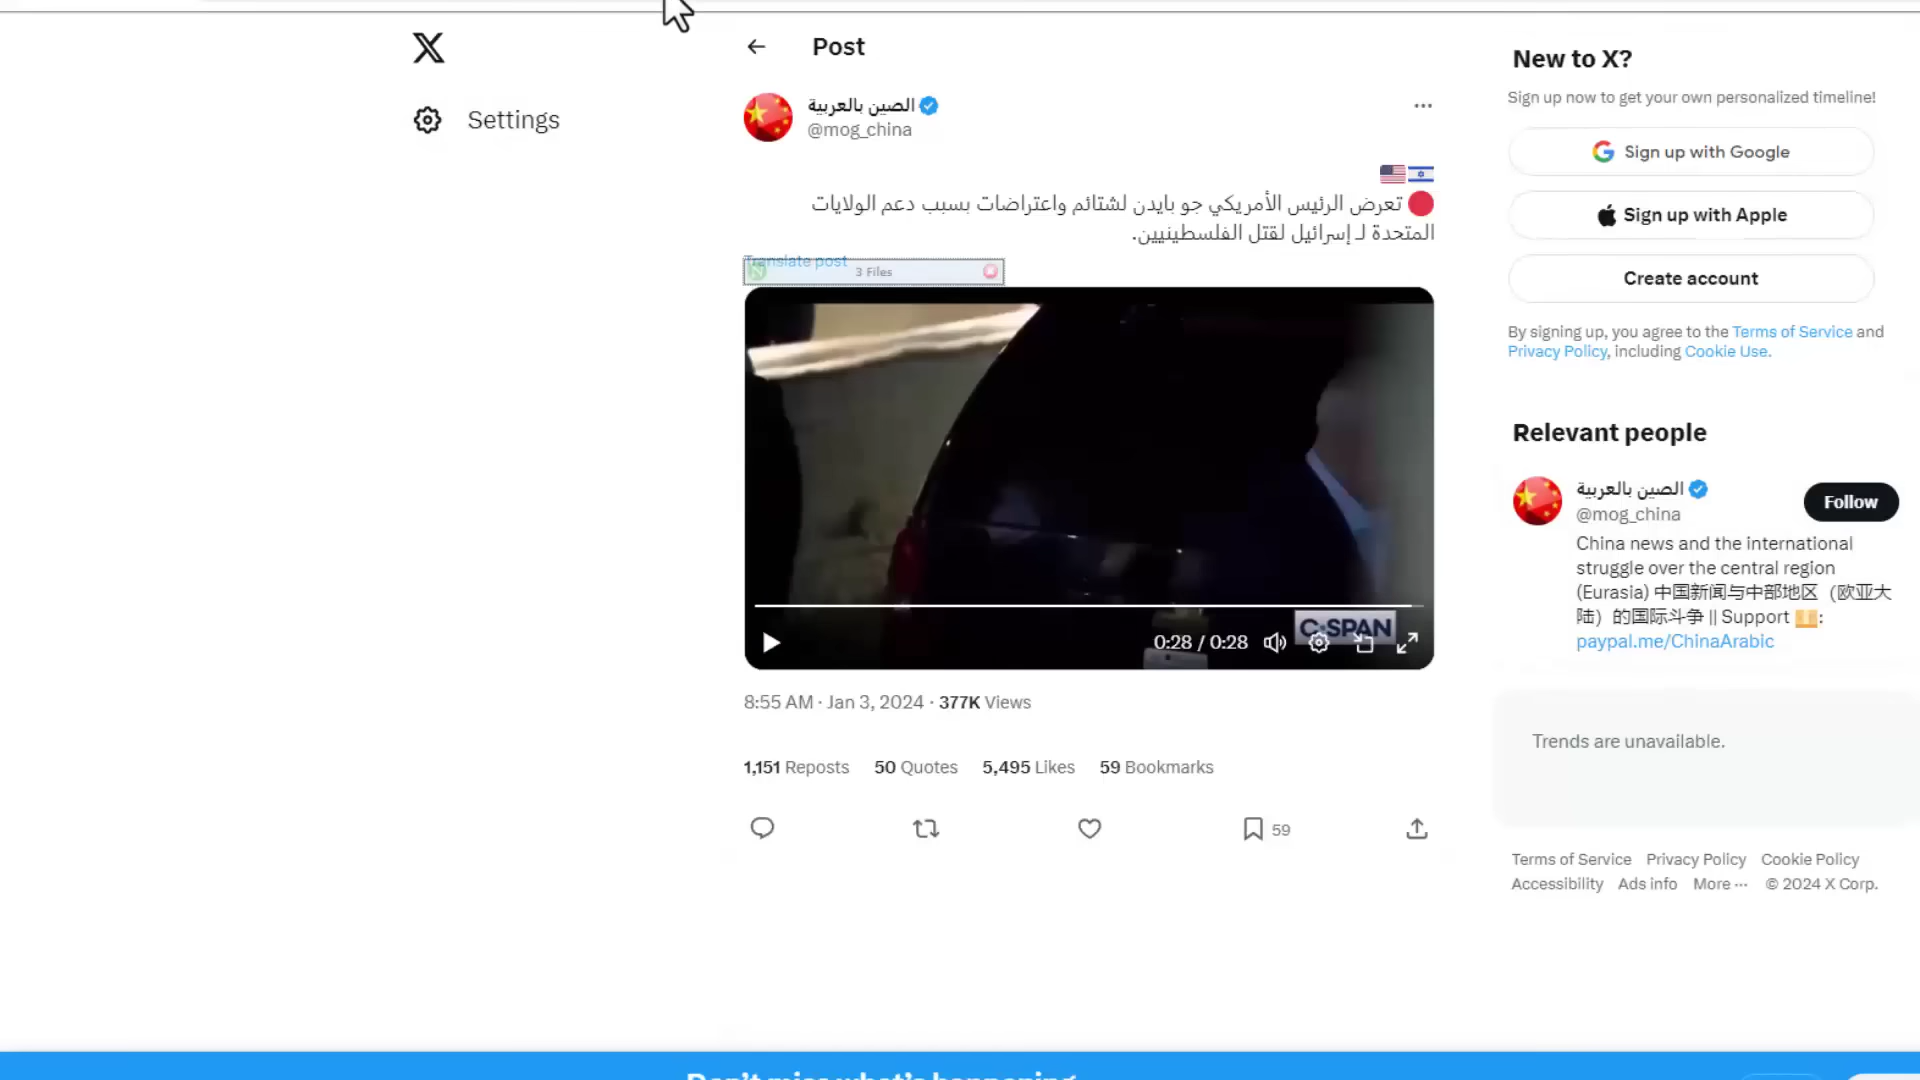 Post
الصين بالعربية
@mog_china
تعرض الرئيس الأمريكي جو بايدن لشتائم واعتراضات بسبب دعم الولايات
المتحدة لـ إسرائيل لقتل الفلسطينيين.
Translate post
3 Files
C-SPAN
0:28 / 0:28
8:55 AM · Jan 3, 2024 · 377K Views
1,151 Reposts 50 Quotes 5,495 Likes 59 Bookmarks
59
Settings
New to X?
Sign up now to get your own personalized timeline!
Sign up with Google
Sign up with Apple
Create account
By signing up, you agree to the Terms of Service and
Privacy Policy, including Cookie Use.
Relevant people
الصين بالعربية
@mog_china
Follow
China news and the international
struggle over the central region
(Eurasia) 中国新闻与中部地区（欧亚大
陆）的国际斗争 || Support :
paypal.me/ChinaArabic
Trends are unavailable.
Terms of Service Privacy Policy Cookie Policy
Accessibility Ads info More ··· © 2024 X Corp.
Don't miss what's happening